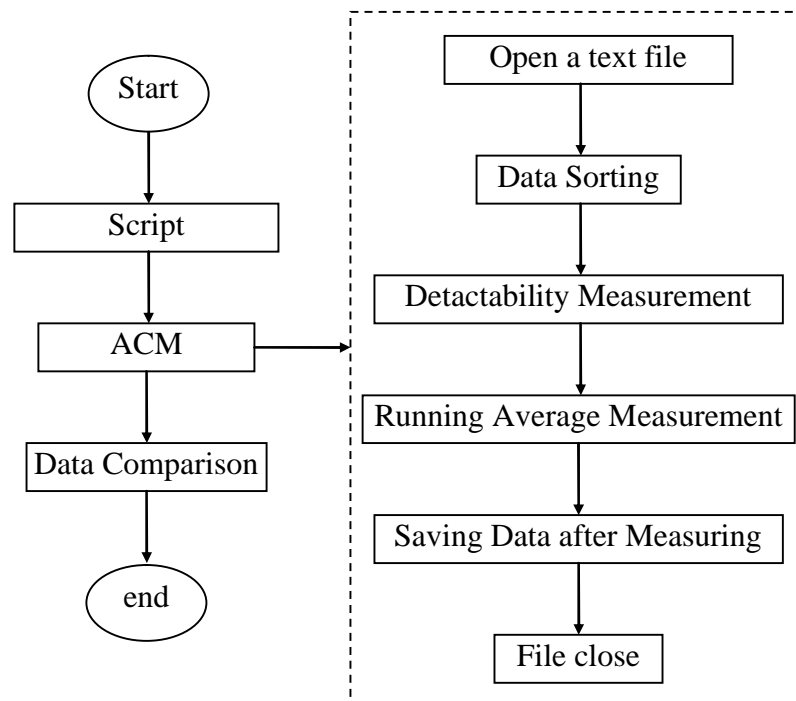 Start
Script
ACM
Data Comparison
end
Open a text file
Data Sorting
Detactability Measurement
Running Average Measurement
Saving Data after Measuring
File close